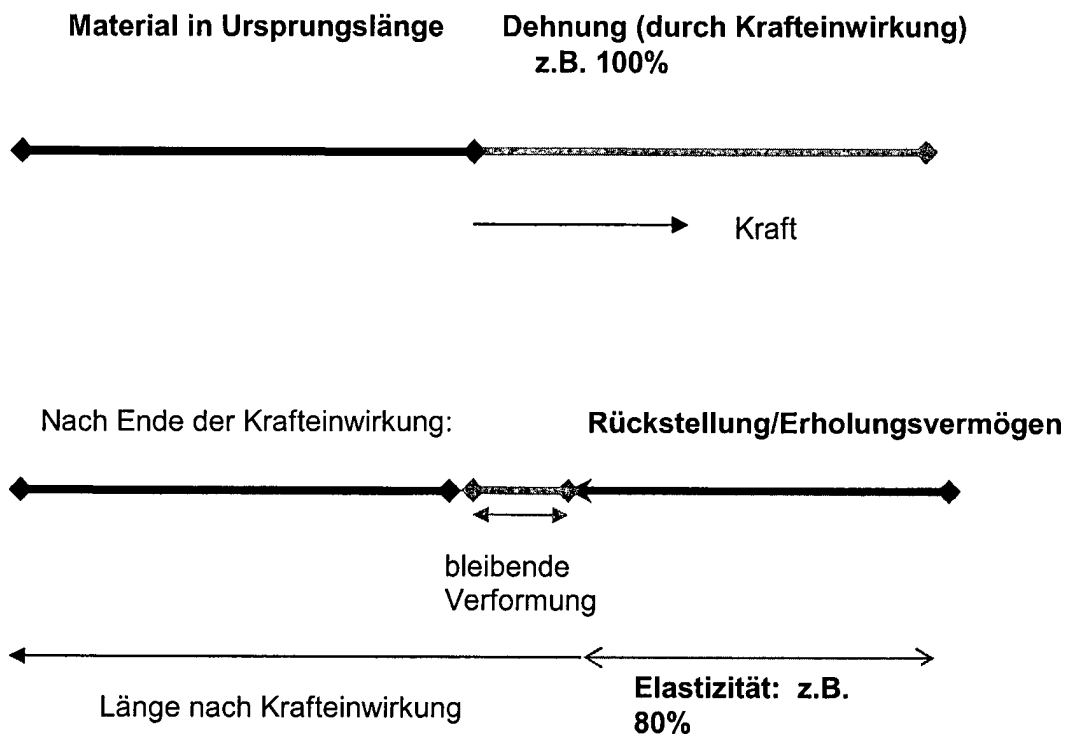 Material in Ursprungslänge
Dehnung (durch Krafteinwirkung)
z.B. 100%
Kraft
Nach Ende der Krafteinwirkung:
Rückstellung/Erholungsvermögen
bleibende
Verformung
Länge nach Krafteinwirkung
Elastizität: z.B.
80%